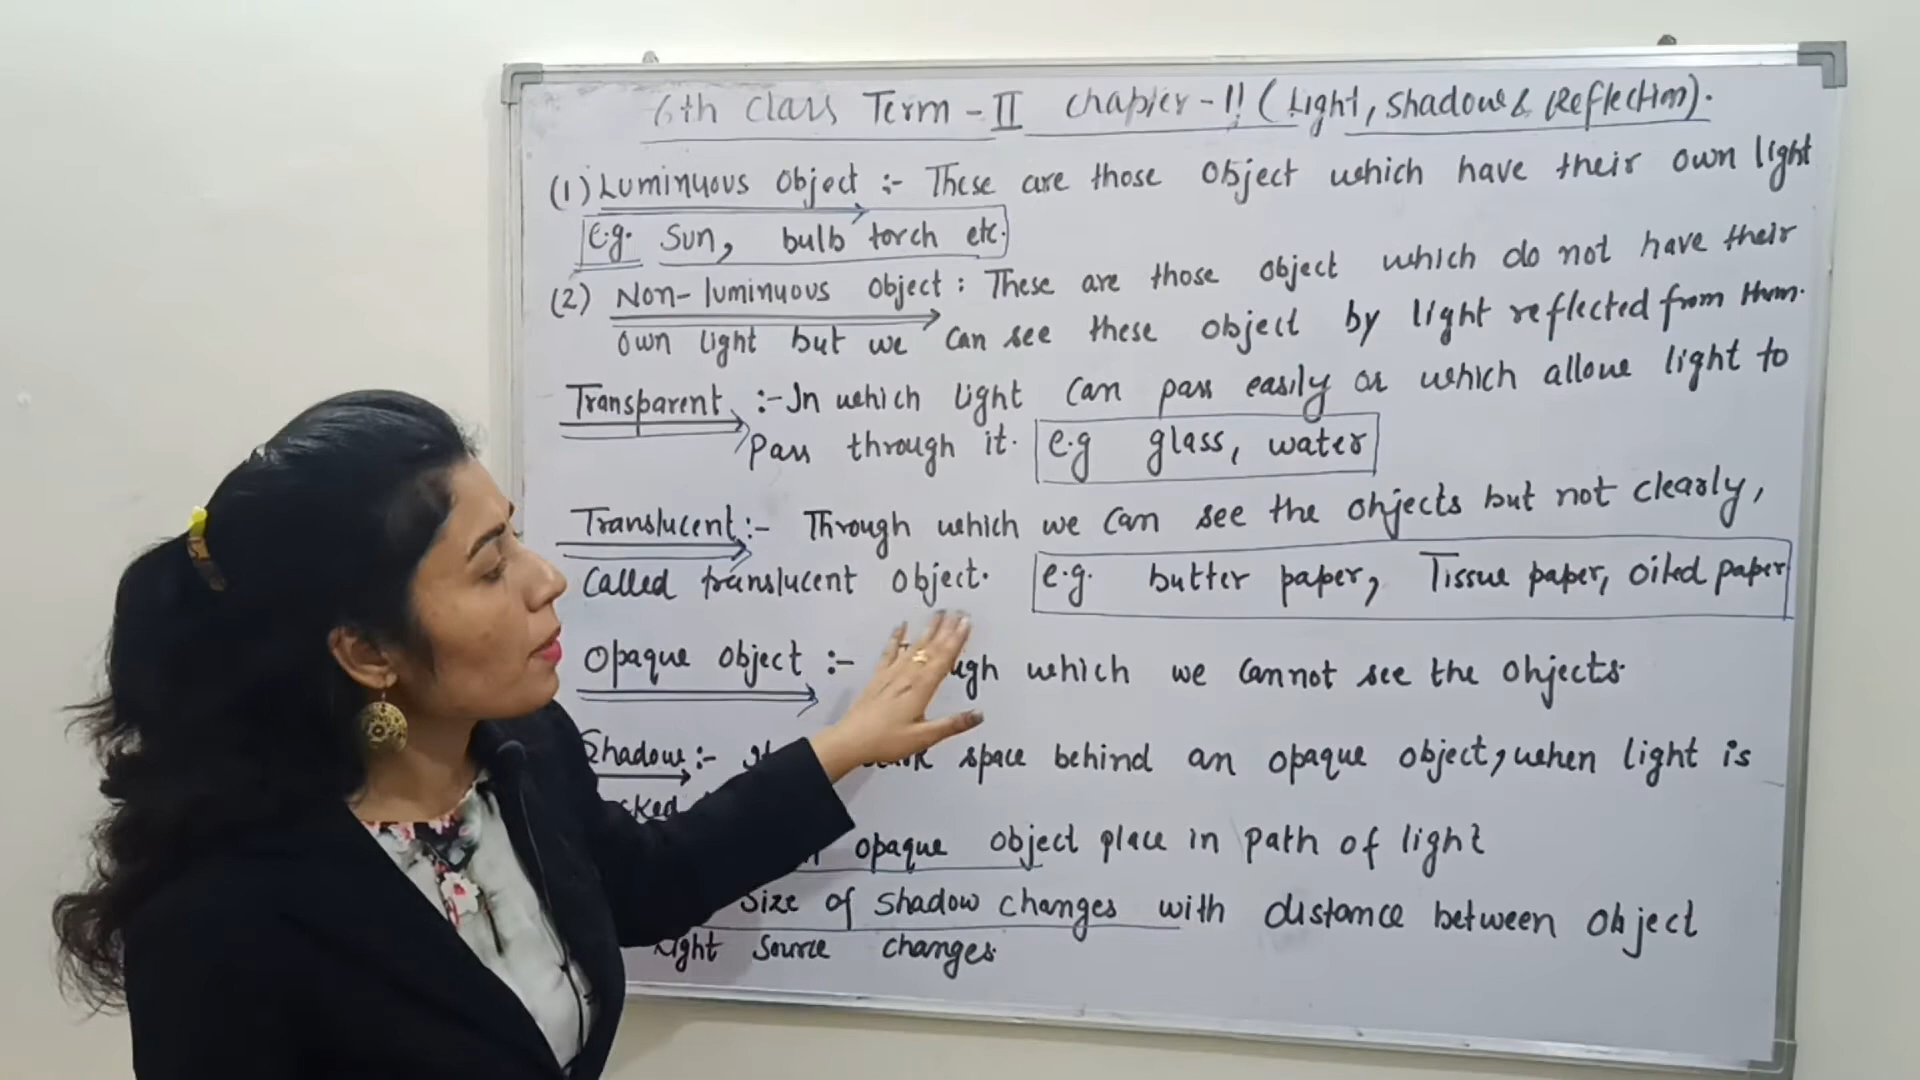 6th Class Term - II Chapter - 11 (Light, Shadow & Reflection).
(1) Luminuous Object :- These are those Object which have their own light
e.g. Sun, bulb torch etc.
(2) Non-luminuous Object : These are those object which do not have their
own light but we can see these object by light reflected from them.
Transparent :- In which light can pass easily or which allow light to
pass through it. e.g glass, water
Translucent :- Through which we can see the objects but not clearly,
Called translucent object. e.g. butter paper, Tissue paper, oiled paper
Opaque object :- which we cannot see the objects.
Shadow :- space behind an opaque object, when light is
opaque object place in path of light
Size of shadow changes with distance between object
light source changes.